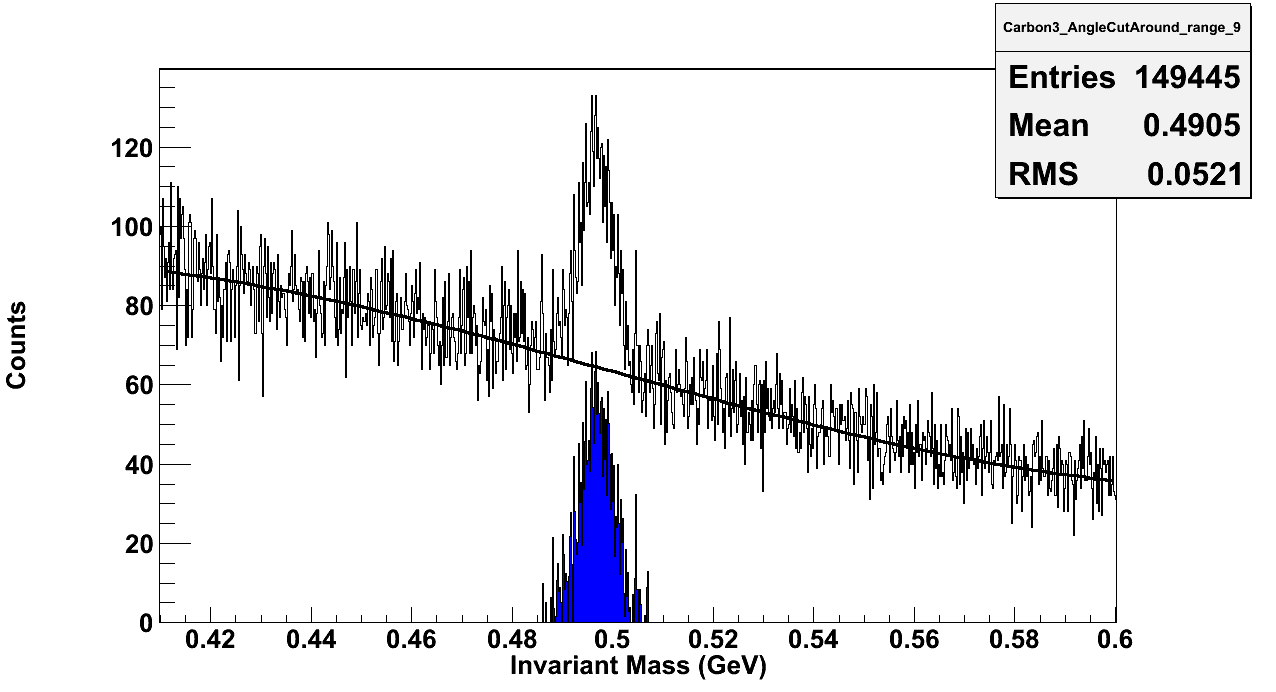 Carbon3_AngleCutAround_range_9
Entries 149445
Mean 0.4905
RMS 0.0521
Counts
120
100
80
60
40
20
0
0.42 0.44 0.46 0.48 0.5 0.52 0.54 0.56 0.58 0.6
Invariant Mass (GeV)